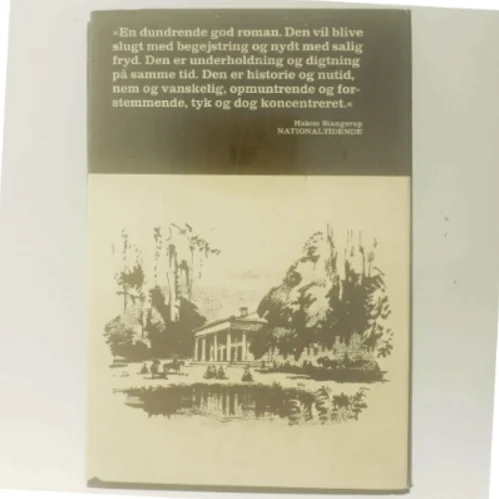 »En dundrende god roman. Den vil blive
slugt med begejstring og nydt med salig
fryd. Den er underholdning og digtning
på samme tid. Den er historie og nutid,
nem og vanskelig, opmuntrende og for-
stemmende, tyk og dog koncentreret.«
Hakon Stangerup
NATIONALTIDENDE